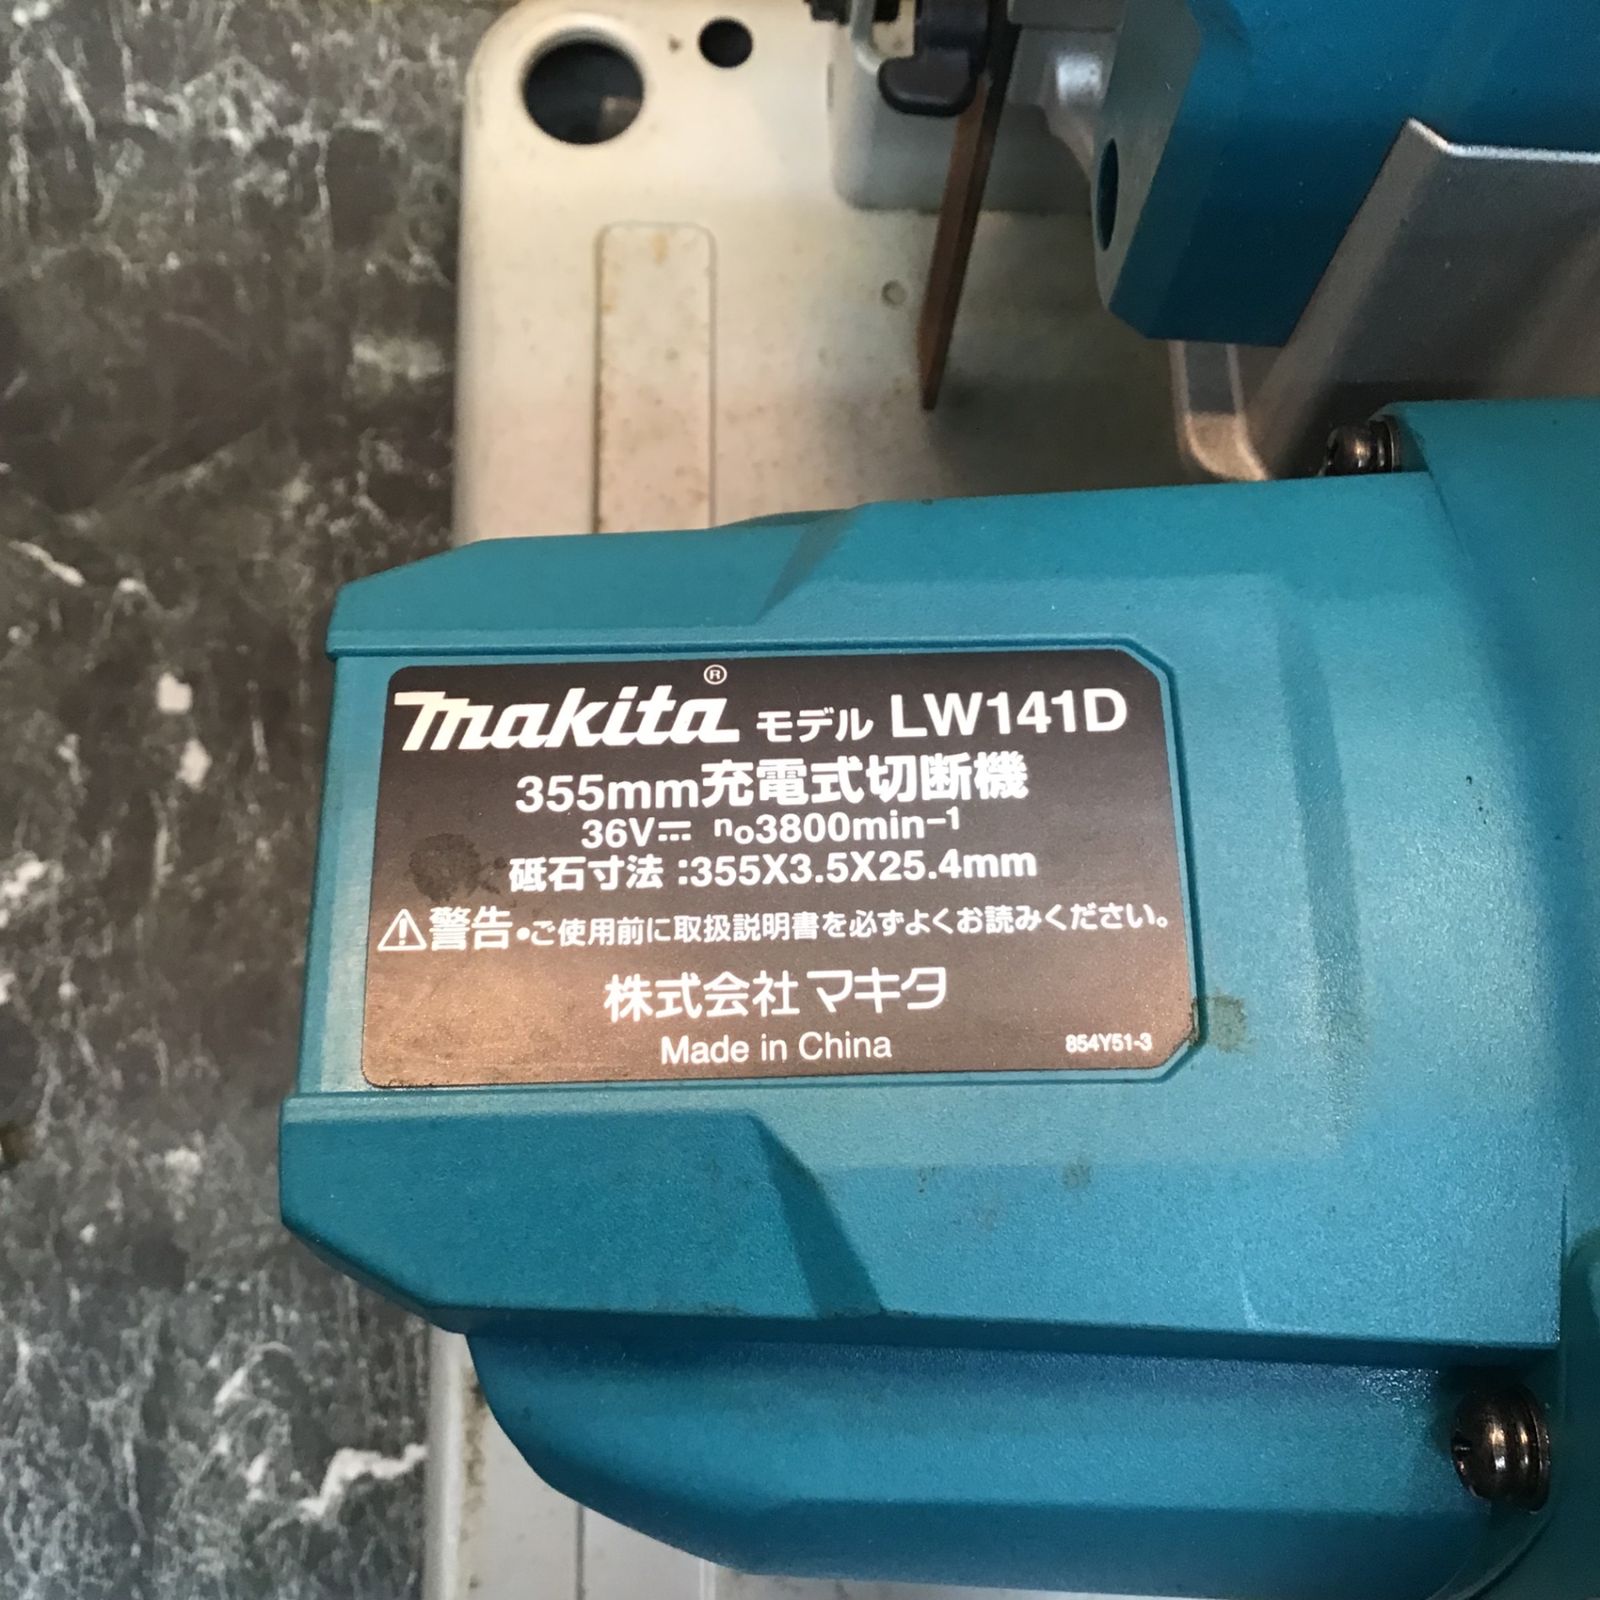 makita® モデル LW141D
355mm充電式切断機
36V⎓ n₀3800min⁻¹
砥石寸法:355X3.5X25.4mm
⚠警告•ご使用前に取扱説明書を必ずよくお読みください。
株式会社マキタ
Made in China 854Y51-3